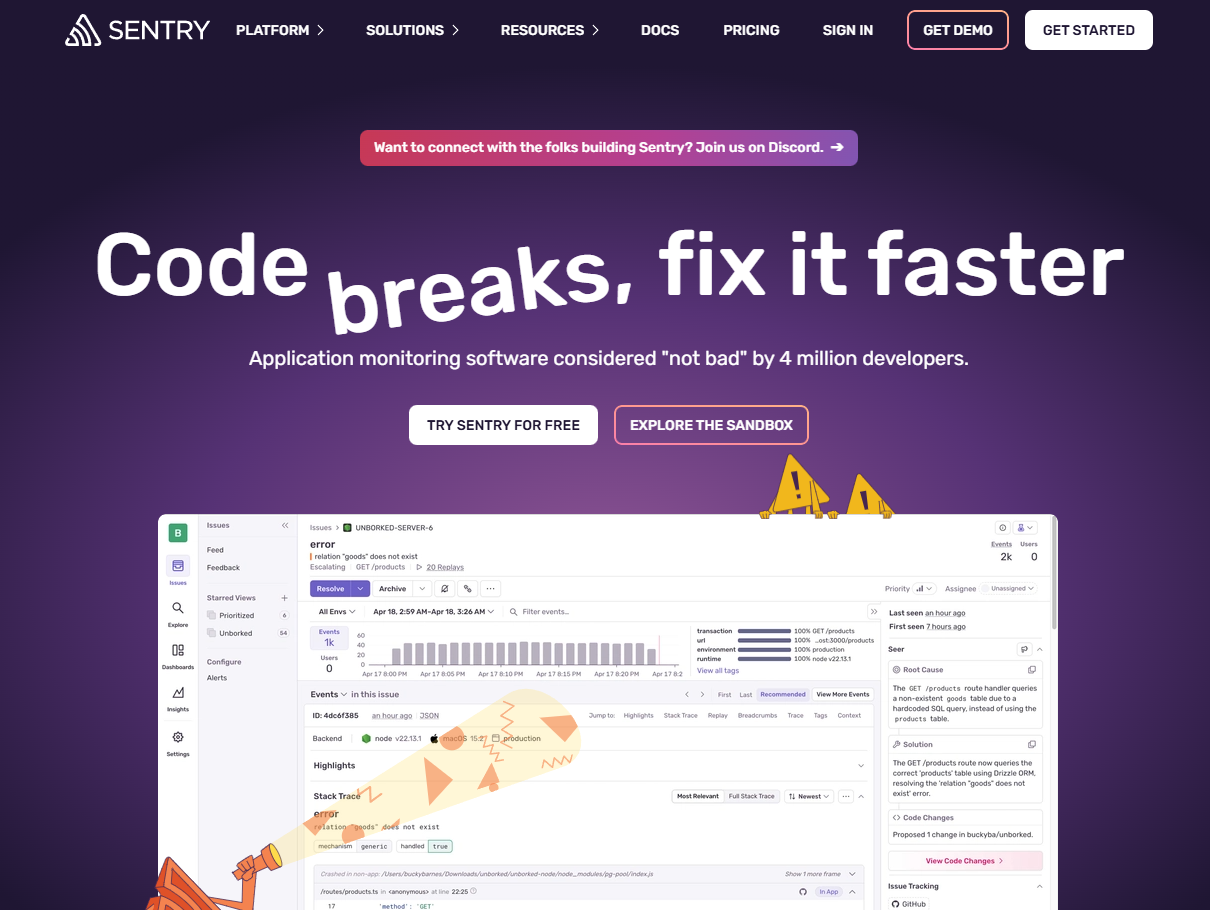 SENTRY PLATFORM SOLUTIONS RESOURCES DOCS PRICING SIGN IN GET DEMO GET STARTED
Want to connect with the folks building Sentry? Join us on Discord. ➔
Code breaks, fix it faster
Application monitoring software considered "not bad" by 4 million developers.
TRY SENTRY FOR FREE EXPLORE THE SANDBOX
B
Issues
Explore
Dashboards
Insights
Settings
Issues
Feed
Feedback
Starred Views
Prioritized 6
Unborked 54
Configure
Alerts
Issues > UNBORKED-SERVER-6
error
relation "goods" does not exist
Escalating GET /products 20 Replays
Events Users
2k 0
Resolve Archive
Priority Assignee Unassigned
All Envs Apr 18, 2:59 AM–Apr 18, 3:26 AM Filter events...
Events
1k
Users
0
60
40
20
0
Apr 17 8:00 PM Apr 17 8:05 PM Apr 17 8:10 PM Apr 17 8:15 PM Apr 17 8:20 PM Apr 17 8:2
transaction 100% GET /products
url 100% ...ost:3000/products
environment 100% production
runtime 100% node v22.13.1
View all tags
Events in this issue
First Last Recommended View More Events
ID: 4dc6f385 an hour ago JSON
Jump to: Highlights Stack Trace Replay Breadcrumbs Trace Tags Context
Backend node v22.13.1 macOS 15.2 production
Highlights
Stack Trace
Most Relevant Full Stack Trace Newest
error
relation "goods" does not exist
mechanism generic handled true
Crashed in non-app: /Users/buckybarnes/Downloads/unborked/unborked-node/node_modules/pg-pool/index.js Show 1 more frame
/routes/products.ts in <anonymous> at line 22:25 In App
17 'method': 'GET'
Last seen an hour ago
First seen 7 hours ago
Seer
Root Cause
The GET /products route handler queries
a non-existent goods table due to a
hardcoded SQL query, instead of using the
products table.
Solution
The GET /products route now queries the
correct 'products' table using Drizzle ORM,
resolving the 'relation "goods" does not
exist' error.
<> Code Changes
Proposed 1 change in buckyba/unborked.
View Code Changes >
Issue Tracking
GitHub